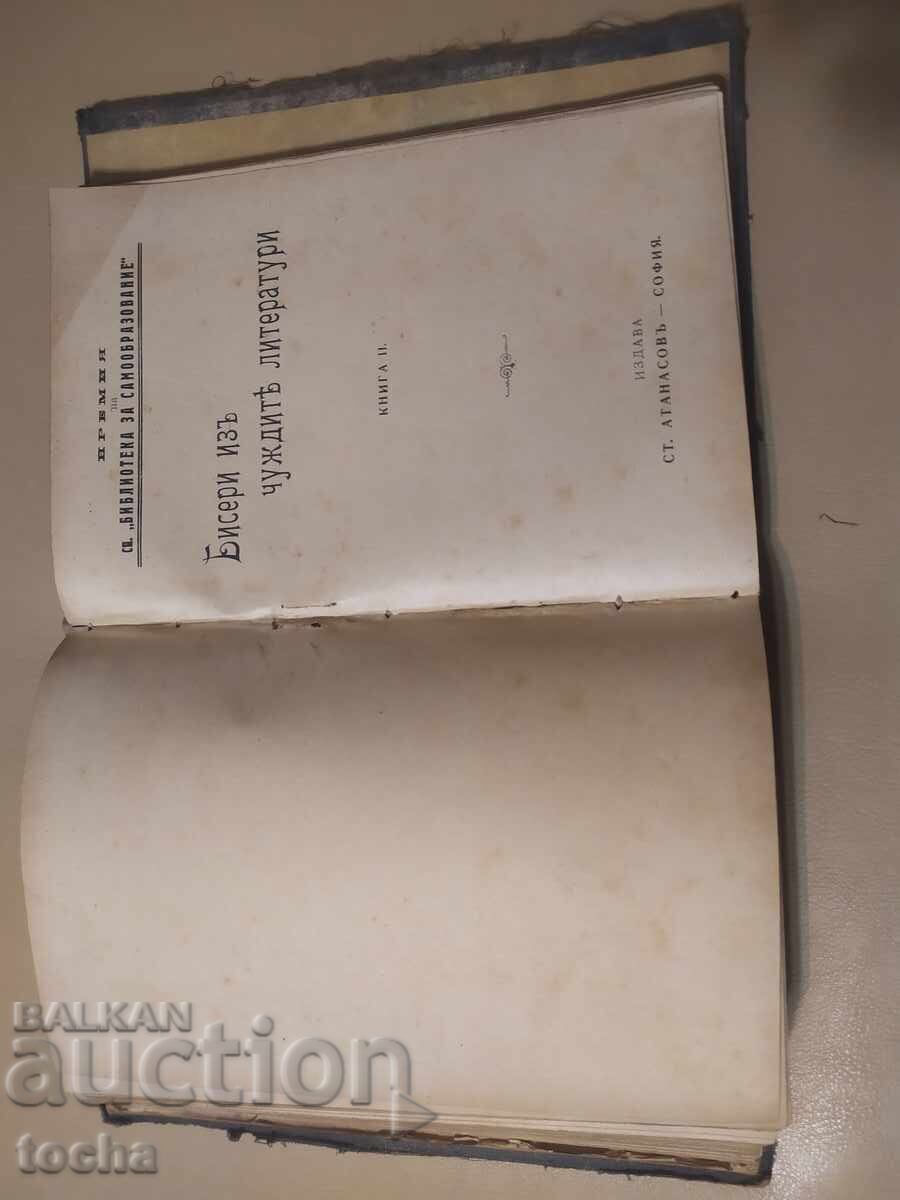 ПРЕМИЯ
на
сп. „БИБЛИОТЕКА ЗА САМООБРАЗОВАНИЕ“
Бисери изъ
чуждитѣ литератури
КНИГА II.
ИЗДАВА
СТ. АТАНАСОВЪ — СОФИЯ.
BALKAN
auction
tocha